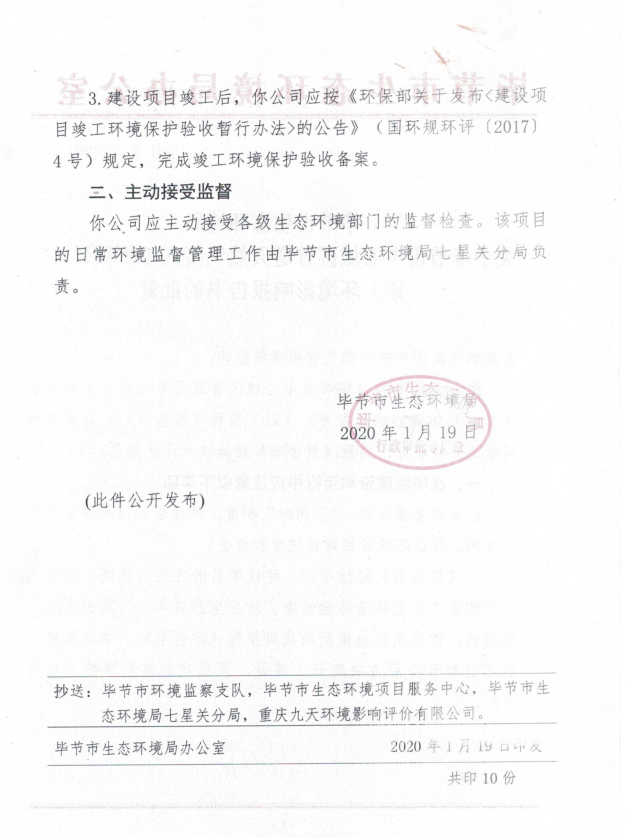 3. 建设项目竣工后，你公司应按《环保部关于发布<建设项
目竣工环境保护验收暂行办法>的公告》（国环规环评〔2017〕
4号）规定，完成竣工环境保护验收备案。
三、主动接受监督
你公司应主动接受各级生态环境部门的监督检查。该项目
的日常环境监督管理工作由毕节市生态环境局七星关分局负
责。
毕节市生态环境局
2020年1月19日
行政审批专用章
(此件公开发布)
抄送：毕节市环境监察支队，毕节市生态环境项目服务中心，毕节市生
态环境局七星关分局，重庆九天环境影响评价有限公司。
毕节市生态环境局办公室 2020年1月19日印发
共印10份